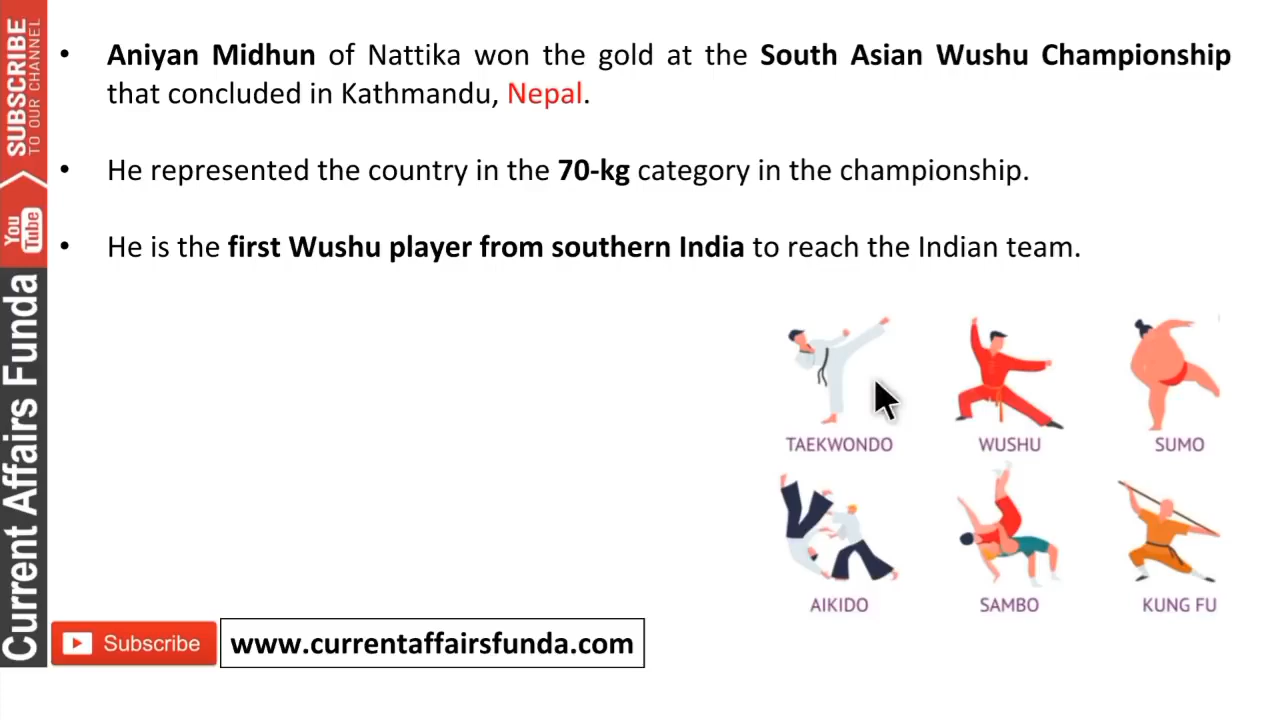 SUBSCRIBE
TO OUR CHANNEL
You
Tube
Current Affairs Funda
• Aniyan Midhun of Nattika won the gold at the South Asian Wushu Championship
that concluded in Kathmandu, Nepal.
• He represented the country in the 70-kg category in the championship.
• He is the first Wushu player from southern India to reach the Indian team.
TAEKWONDO WUSHU SUMO
AIKIDO SAMBO KUNG FU
Subscribe
www.currentaffairsfunda.com